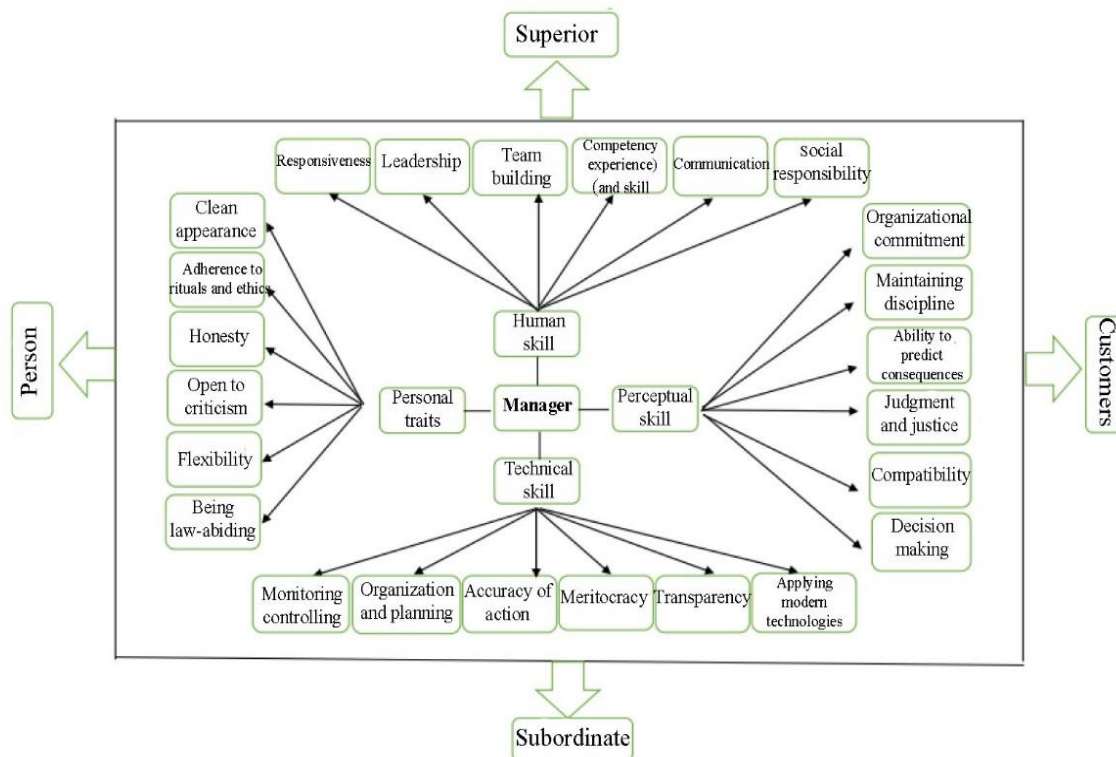 Superior
Responsiveness
Leadership
Team
building
Competency
experience)
(and skill
Communication
Social
responsibility
Clean
appearance
Adherence to
rituals and ethics
Honesty
Open to
criticism
Flexibility
Being
law-abiding
Person
Human
skill
Personal
traits
Manager
Perceptual
skill
Technical
skill
Organizational
commitment
Maintaining
discipline
Ability to
predict
consequences
Judgment
and justice
Compatibility
Decision
making
Customers
Monitoring
controlling
Organization
and planning
Accuracy of
action
Meritocracy
Transparency
Applying
modern
technologies
Subordinate